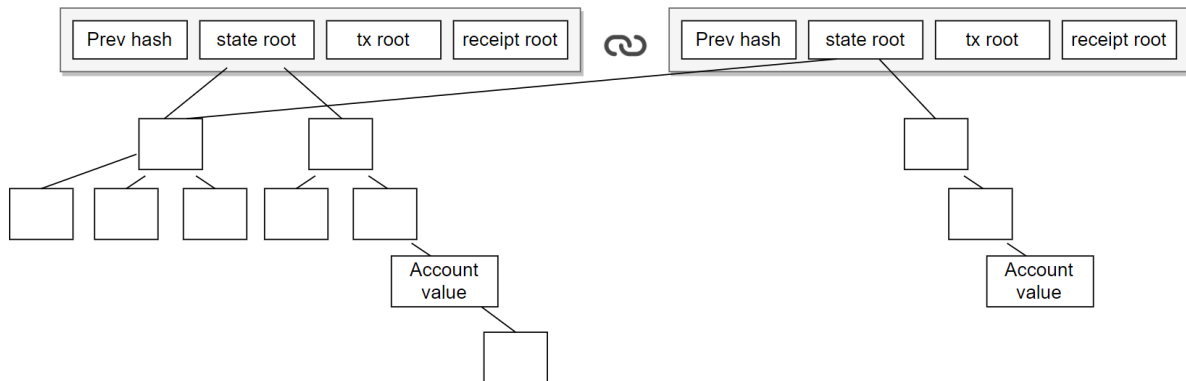 Prev hash state root tx root receipt root
Prev hash state root tx root receipt root
Account
value
Account
value